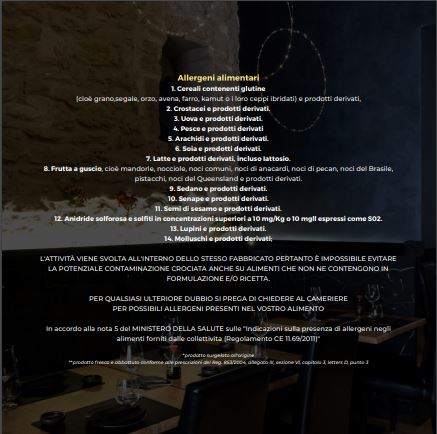 Allergeni alimentari
1. Cereali contenenti glutine
(cioè grano,segale, orzo, avena, farro, kamut o i loro ceppi ibridati) e prodotti derivati,
2. Crostacei e prodotti derivati.
3. Uova e prodotti derivati.
4. Pesce e prodotti derivati
5. Arachidi e prodotti derivati.
6. Soia e prodotti derivati.
7. Latte e prodotti derivati, incluso lattosio.
8. Frutta a guscio, cioè mandorle, nocciole, noci comuni, noci di anacardi, noci di pecan, noci del Brasile,
pistacchi, noci del Queensland e prodotti derivati.
9. Sedano e prodotti derivati.
10. Senape e prodotti derivati.
11. Semi di sesamo e prodotti derivati.
12. Anidride solforosa e solfiti in concentrazioni superiori a 10 mg/Kg o 10 mgll espressi come S02.
13. Lupini e prodotti derivati.
14. Molluschi e prodotti derivati;
L'ATTIVITÀ VIENE SVOLTA ALL'INTERNO DELLO STESSO FABBRICATO PERTANTO È IMPOSSIBILE EVITARE
LA POTENZIALE CONTAMINAZIONE CROCIATA ANCHE SU ALIMENTI CHE NON NE CONTENGONO IN
FORMULAZIONE E/O RICETTA.
PER QUALSIASI ULTERIORE DUBBIO SI PREGA DI CHIEDERE AL CAMERIERE
PER POSSIBILI ALLERGENI PRESENTI NEL VOSTRO ALIMENTO
In accordo alla nota 5 del MINISTERO DELLA SALUTE sulle "Indicazioni sulla presenza di allergeni negli
alimenti forniti dalle collettività (Regolamento CE 11.69/2011)"
*prodotto surgelato all'origine
**prodotto fresco e abbattuto conforme alle prescrizioni del Reg. 853/2004, allegato III, sezione VI, capitolo 3, lettera D, punto 3